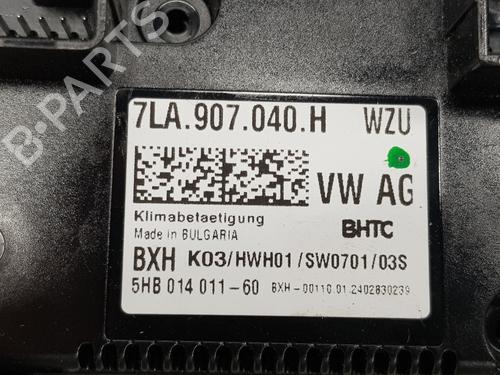 7LA.907.040.H WZU
VW AG
Klimabetaetigung
Made in BULGARIA
BHTC
BXH K03/HWH01/SW0701/03S
5HB 014 011-60 BXH-00110.01.2402830239
B-PARTS